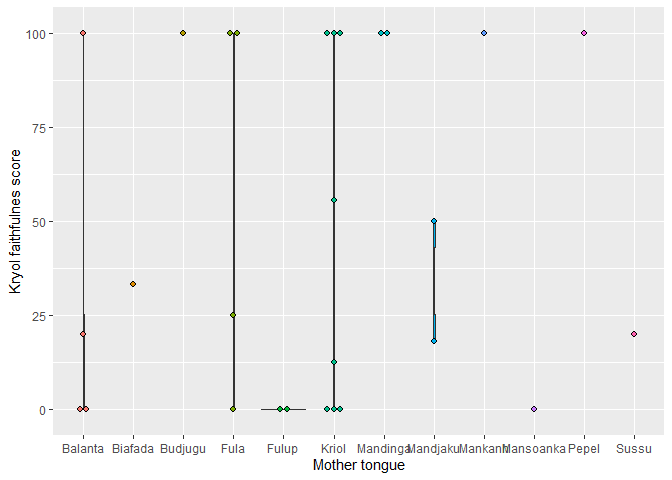 Kryol faithfulnes score
100
75
50
25
0
Balanta Biafada Budjugu Fula Fulup Kriol Mandinga Mandjaku Mankanh Mansoanka Pepel Sussu
Mother tongue